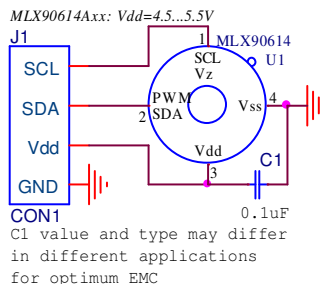 MLX90614Axx: Vdd=4.5...5.5V
J1
SCL
SDA
Vdd
GND
CON1
1
MLX90614
U1
SCL
Vz
PWM
SDA
2
Vss
4
Vdd
3
C1
0.1uF
C1 value and type may differ
in different applications
for optimum EMC